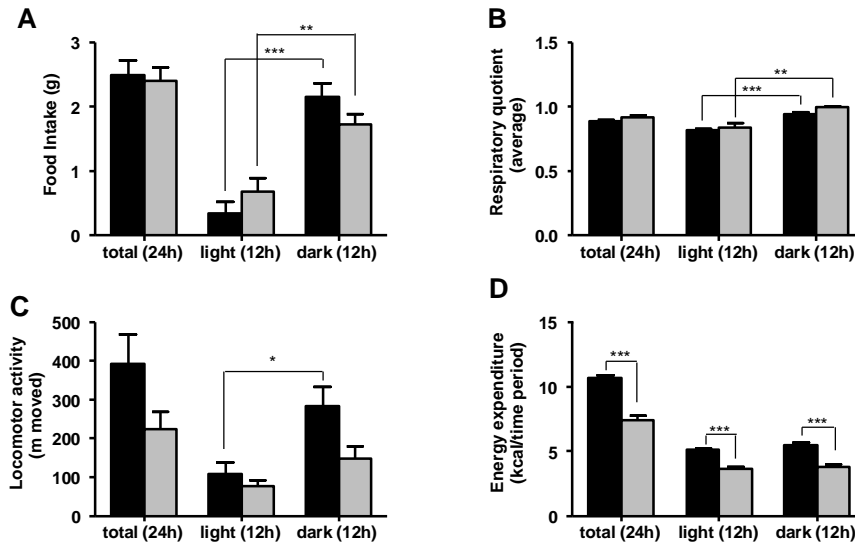 A
Food Intake (g)
3
2
1
0
***
**
total (24h) light (12h) dark (12h)
B
Respiratory quotient
(average)
1.5
1.0
0.5
0.0
**
***
total (24h) light (12h) dark (12h)
C
Locomotor activity
(m moved)
500
400
300
200
100
0
*
total (24h) light (12h) dark (12h)
D
Energy expenditure
(kcal/time period)
15
10
5
0
***
***
***
total (24h) light (12h) dark (12h)